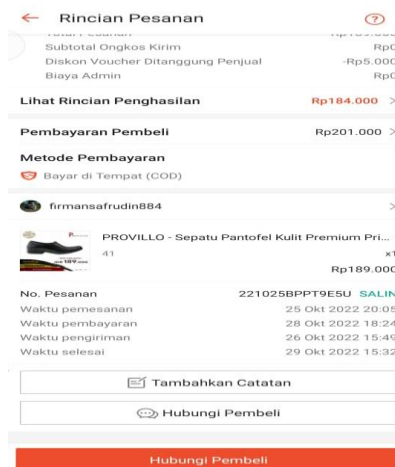 Rincian Pesanan
?
Subtotal Ongkos Kirim Rp0
Diskon Voucher Ditanggung Penjual -Rp5.000
Biaya Admin Rp0
Lihat Rincian Penghasilan Rp184.000
Pembayaran Pembeli Rp201.000
Metode Pembayaran
Bayar di Tempat (COD)
firmansafrudin884
PROVILLO - Sepatu Pantofel Kulit Premium Pri...
41
x1
Rp189.000
No. Pesanan 221025BPPT9E5U SALIN
Waktu pemesanan 25 Okt 2022 20:05
Waktu pembayaran 28 Okt 2022 18:24
Waktu pengiriman 26 Okt 2022 15:49
Waktu selesai 29 Okt 2022 15:32
Tambahkan Catatan
Hubungi Pembeli
Hubungi Pembeli